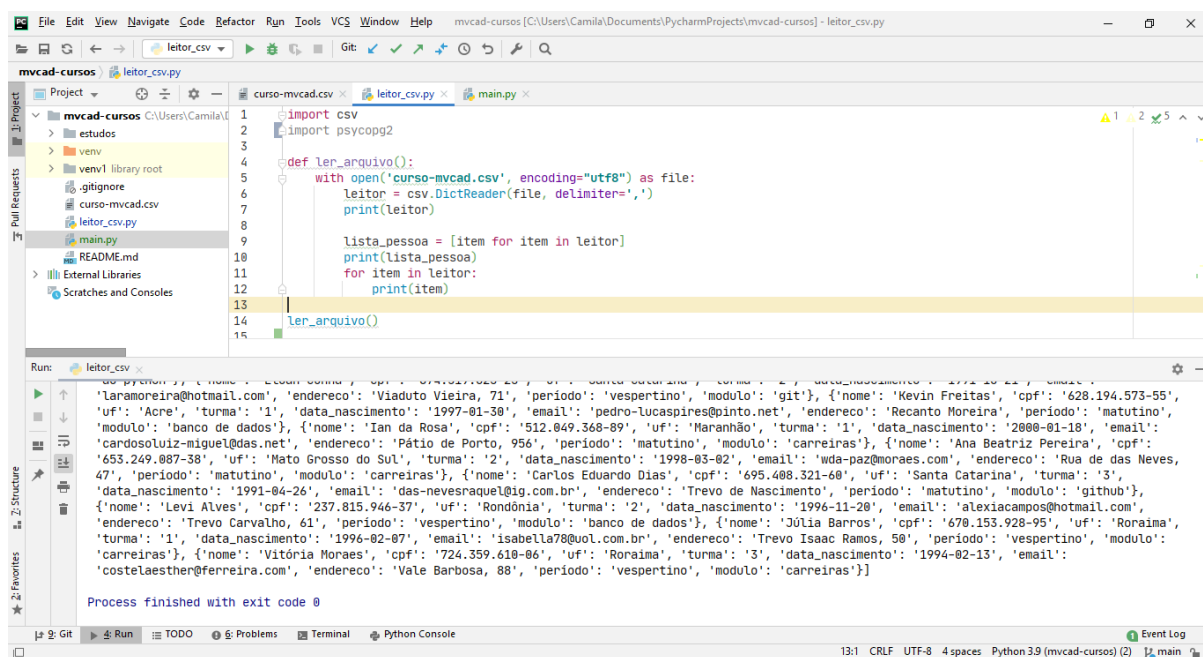 File Edit View Navigate Code Refactor Run Tools VCS Window Help mvcad-cursos [C:\Users\Camila\Documents\PycharmProjects\mvcad-cursos] - leitor_csv.py
leitor_csv Git:
mvcad-cursos leitor_csv.py
1: Project
Pull Requests
7: Structure
2: Favorites
Project
mvcad-cursos C:\Users\Camila\D
estudos
venv
venv1 library root
.gitignore
curso-mvcad.csv
leitor_csv.py
main.py
README.md
External Libraries
Scratches and Consoles
curso-mvcad.csv leitor_csv.py main.py
1 2 5
1 import csv
2 import psycopg2
3
4 def ler_arquivo():
5 with open('curso-mvcad.csv', encoding="utf8") as file:
6 leitor = csv.DictReader(file, delimiter=',')
7 print(leitor)
8
9 lista_pessoa = [item for item in leitor]
10 print(lista_pessoa)
11 for item in leitor:
12 print(item)
13
14 ler_arquivo()
15
Run: leitor_csv
'laramoreira@hotmail.com', 'endereco': 'Viaduto Vieira, 71', 'periodo': 'vespertino', 'modulo': 'git'}, {'nome': 'Kevin Freitas', 'cpf': '628.194.573-55',
'uf': 'Acre', 'turma': '1', 'data_nascimento': '1997-01-30', 'email': 'pedro-lucaspires@pinto.net', 'endereco': 'Recanto Moreira', 'periodo': 'matutino',
'modulo': 'banco de dados'}, {'nome': 'Ian da Rosa', 'cpf': '512.049.368-89', 'uf': 'Maranhão', 'turma': '1', 'data_nascimento': '2000-01-18', 'email':
'cardosoluiz-miguel@das.net', 'endereco': 'Pátio de Porto, 956', 'periodo': 'matutino', 'modulo': 'carreiras'}, {'nome': 'Ana Beatriz Pereira', 'cpf':
'653.249.087-38', 'uf': 'Mato Grosso do Sul', 'turma': '2', 'data_nascimento': '1998-03-02', 'email': 'wda-paz@moraes.com', 'endereco': 'Rua de das Neves,
47', 'periodo': 'matutino', 'modulo': 'carreiras'}, {'nome': 'Carlos Eduardo Dias', 'cpf': '695.408.321-60', 'uf': 'Santa Catarina', 'turma': '3',
'data_nascimento': '1991-04-26', 'email': 'das-nevesraquel@ig.com.br', 'endereco': 'Trevo de Nascimento', 'periodo': 'matutino', 'modulo': 'github'},
{'nome': 'Levi Alves', 'cpf': '237.815.946-37', 'uf': 'Rondônia', 'turma': '2', 'data_nascimento': '1996-11-20', 'email': 'alexiacampos@hotmail.com',
'endereco': 'Trevo Carvalho, 61', 'periodo': 'vespertino', 'modulo': 'banco de dados'}, {'nome': 'Júlia Barros', 'cpf': '670.153.928-95', 'uf': 'Roraima',
'turma': '1', 'data_nascimento': '1996-02-07', 'email': 'isabella78@uol.com.br', 'endereco': 'Trevo Isaac Ramos, 50', 'periodo': 'vespertino', 'modulo':
'carreiras'}, {'nome': 'Vitória Moraes', 'cpf': '724.359.610-06', 'uf': 'Roraima', 'turma': '3', 'data_nascimento': '1994-02-13', 'email':
'costelaesther@ferreira.com', 'endereco': 'Vale Barbosa, 88', 'periodo': 'vespertino', 'modulo': 'carreiras'}]
Process finished with exit code 0
9: Git 4: Run TODO 6: Problems Terminal Python Console 1 Event Log
13:1 CRLF UTF-8 4 spaces Python 3.9 (mvcad-cursos) (2) main